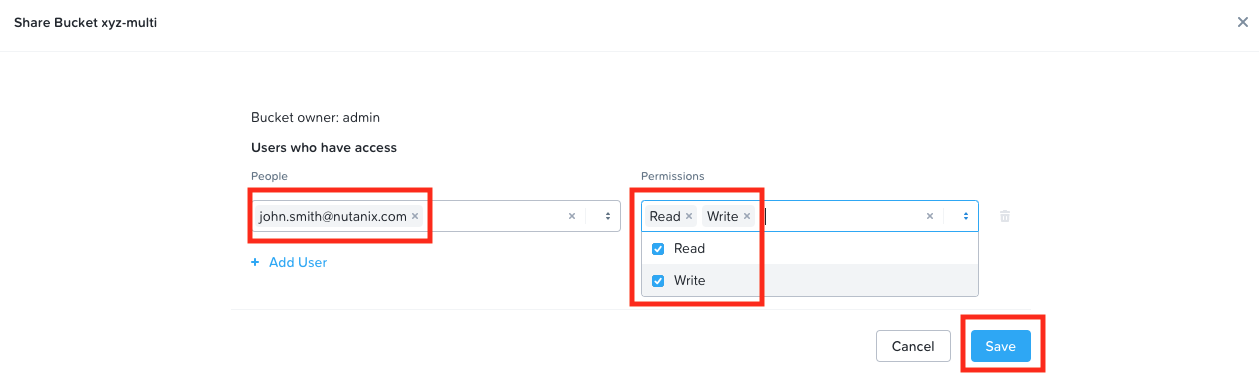 Share Bucket xyz-multi
Bucket owner: admin
Users who have access
People Permissions
john.smith@nutanix.com × × Read × Write × ×
Read
+ Add User
Write
Cancel Save